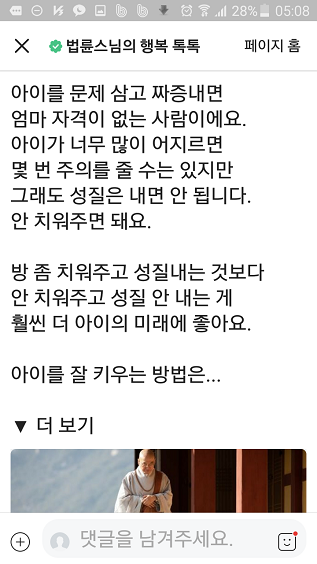 28% 05:08
법륜스님의 행복 톡톡 페이지 홈
아이를 문제 삼고 짜증내면
엄마 자격이 없는 사람이에요.
아이가 너무 많이 어지르면
몇 번 주의를 줄 수는 있지만
그래도 성질은 내면 안 됩니다.
안 치워주면 돼요.
방 좀 치워주고 성질내는 것보다
안 치워주고 성질 안 내는 게
훨씬 더 아이의 미래에 좋아요.
아이를 잘 키우는 방법은...
▼ 더 보기
댓글을 남겨주세요.